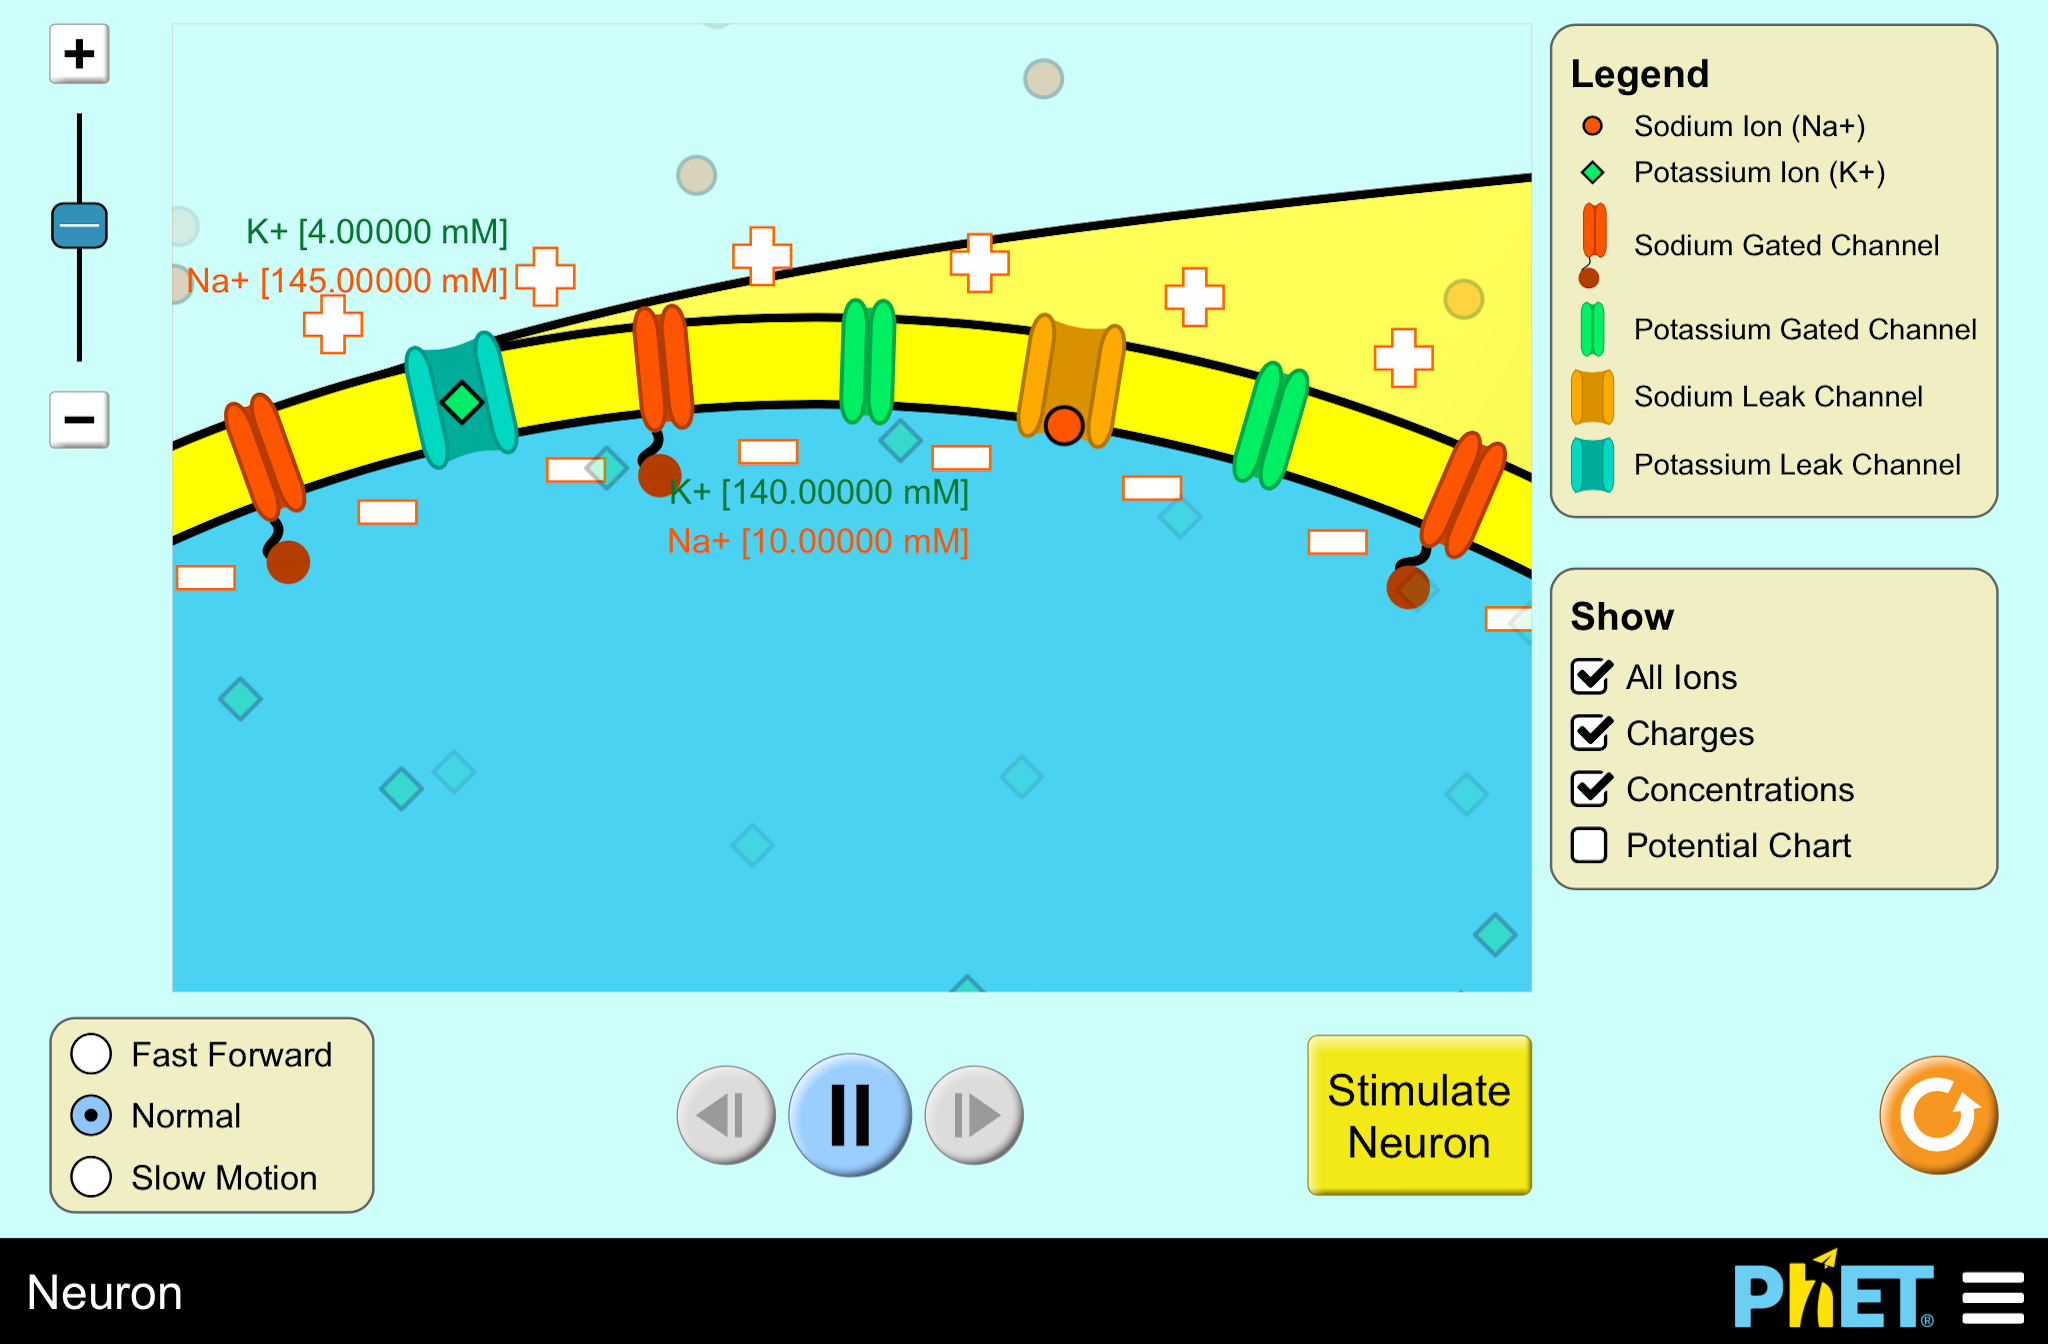 K+ [4.00000 mM]
Na+ [145.00000 mM]
K+ [140.00000 mM]
Na+ [10.00000 mM]
Legend
Sodium Ion (Na+)
Potassium Ion (K+)
Sodium Gated Channel
Potassium Gated Channel
Sodium Leak Channel
Potassium Leak Channel
Show
All Ions
Charges
Concentrations
Potential Chart
Fast Forward
Normal
Slow Motion
Stimulate
Neuron
Neuron
PhET®